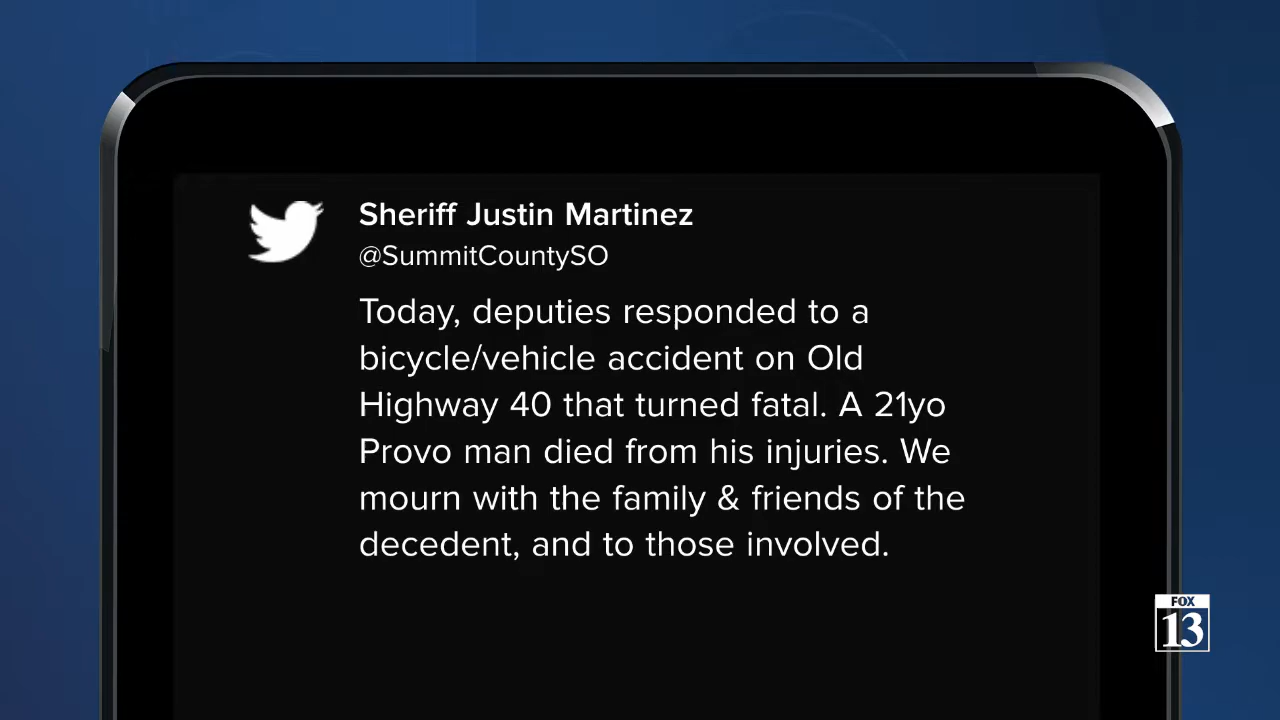 Sheriff Justin Martinez
@SummitCountySO
Today, deputies responded to a
bicycle/vehicle accident on Old
Highway 40 that turned fatal. A 21yo
Provo man died from his injuries. We
mourn with the family & friends of the
decedent, and to those involved.
FOX
13